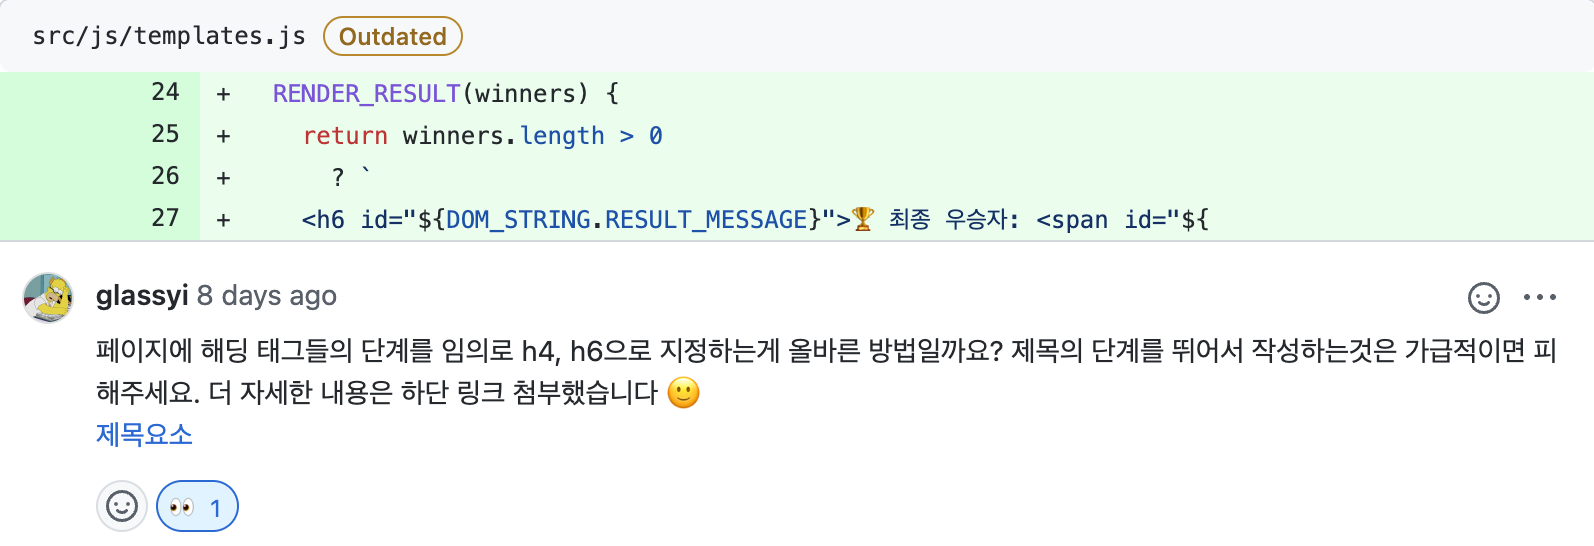 src/js/templates.js Outdated
24 + RENDER_RESULT(winners) {
25 + return winners.length > 0
26 + ? `
27 + <h6 id="${DOM_STRING.RESULT_MESSAGE}">🏆 최종 우승자: <span id="${
glassyi 8 days ago
페이지에 해딩 태그들의 단계를 임의로 h4, h6으로 지정하는게 올바른 방법일까요? 제목의 단계를 뛰어서 작성하는것은 가급적이면 피
해주세요. 더 자세한 내용은 하단 링크 첨부했습니다 🙂
제목요소
👀 1